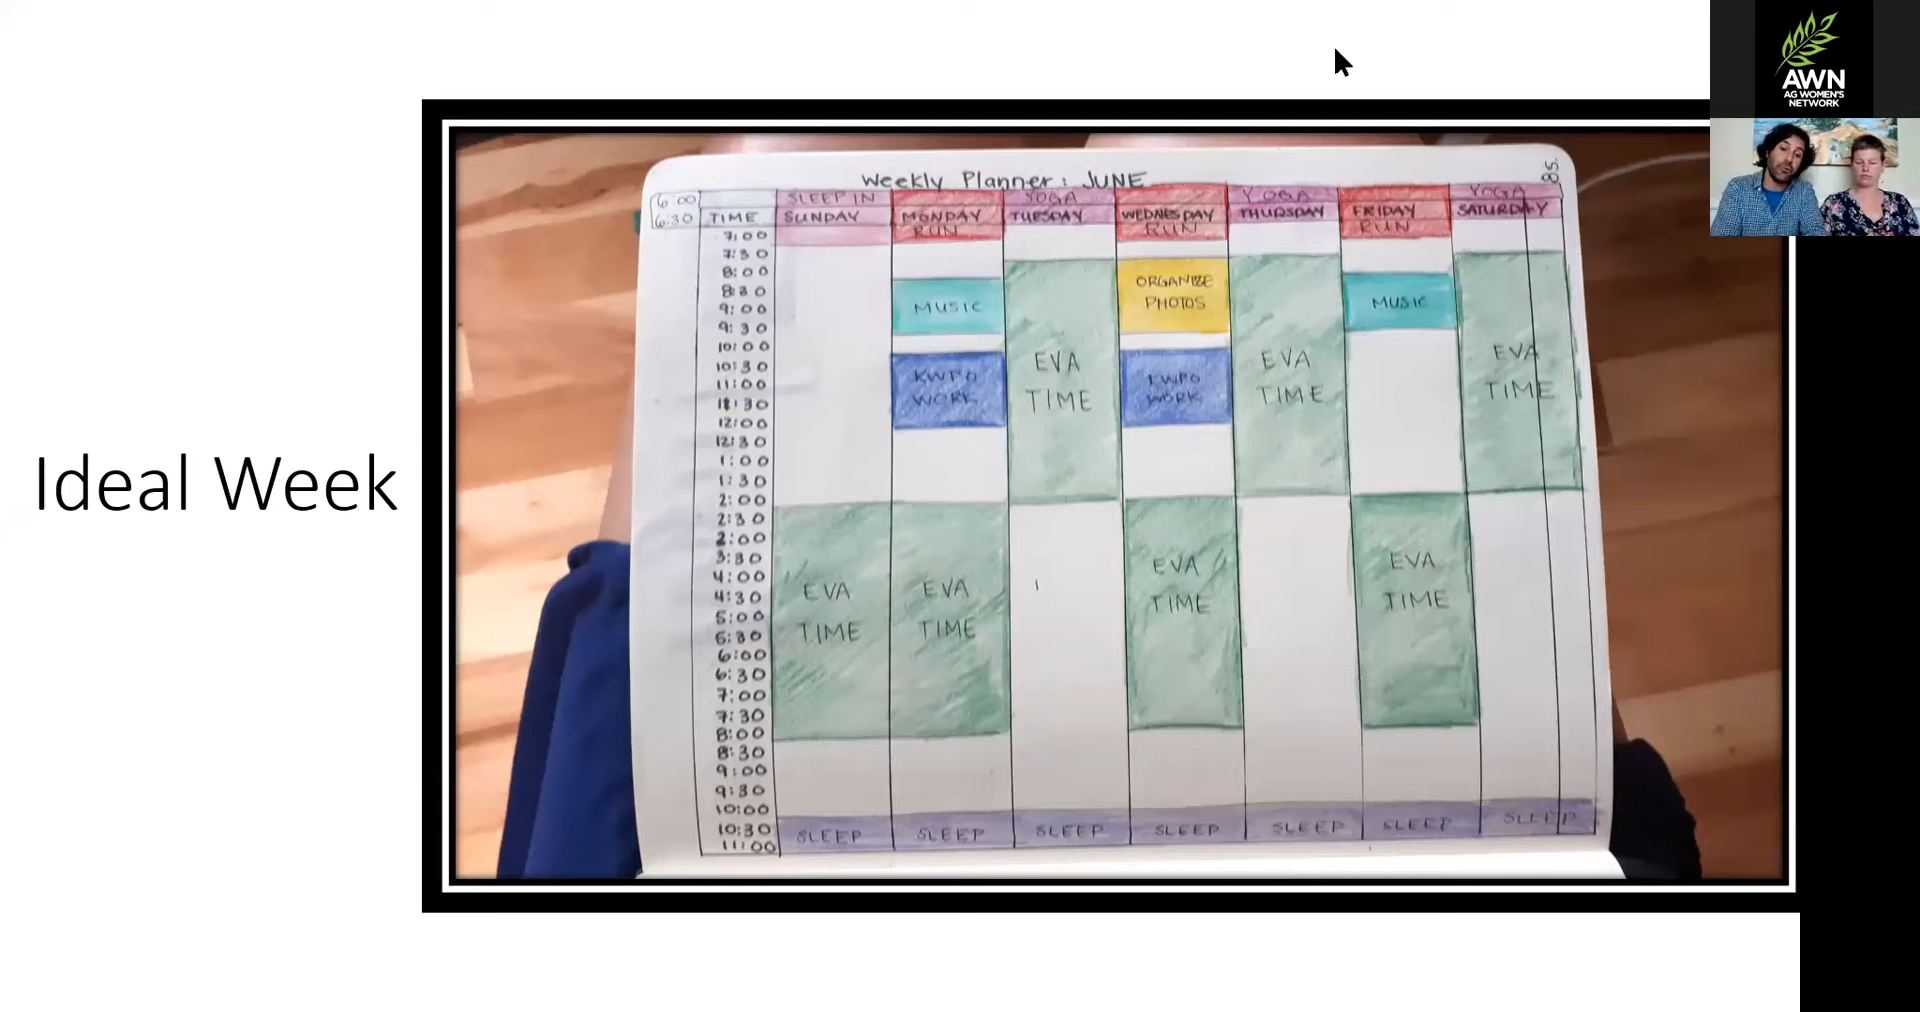 AWN
AG WOMEN'S
NETWORK
Ideal Week
Weekly Planner: JUNE
85.
6:00 SLEEP IN YOGA YOGA YOGA
6:30 TIME SUNDAY MONDAY TUESDAY WEDNESDAY THURSDAY FRIDAY SATURDAY
7:00 RUN RUN RUN
7:30
8:00
8:30
9:00
9:30
10:00
10:30
11:00
11:30
12:00
12:30
1:00
1:30
2:00
2:30
2:00
3:30
4:00
4:30
5:00
5:30
6:00
6:30
7:00
7:30
8:00
8:30
9:00
9:30
10:00
10:30
11:00
MUSIC
KWPO
WORK
EVA
TIME
ORGANIZE
PHOTOS
KWPO
WORK
EVA
TIME
MUSIC
EVA
TIME
EVA
TIME
EVA
TIME
EVA
TIME
EVA
TIME
SLEEP SLEEP SLEEP SLEEP SLEEP SLEEP SLEEP